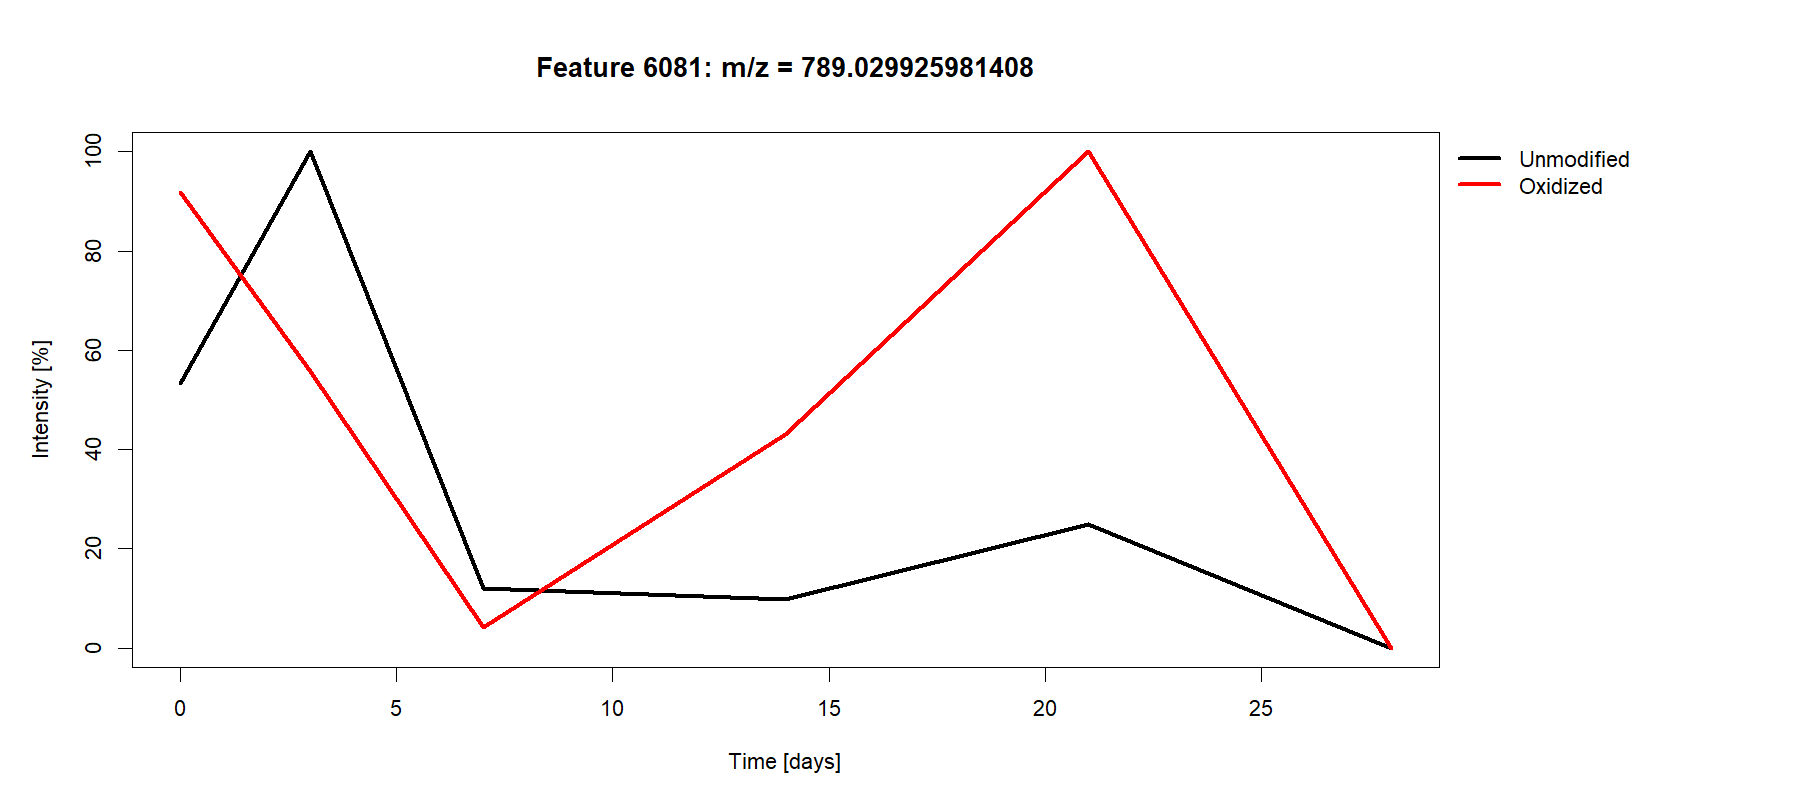 Feature 6081: m/z = 789.029925981408
Unmodified
Oxidized
Intensity [%]
100
80
60
40
20
0
0 5 10 15 20 25
Time [days]